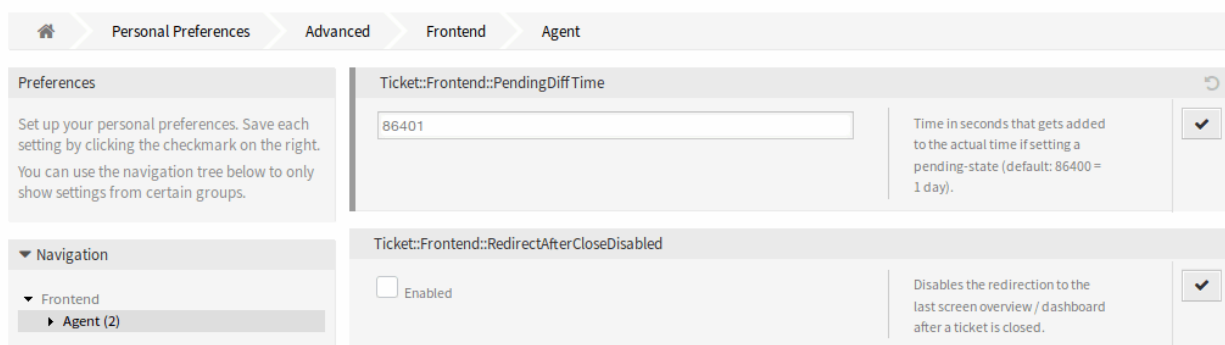 Personal Preferences Advanced Frontend Agent
Preferences
Set up your personal preferences. Save each
setting by clicking the checkmark on the right.
You can use the navigation tree below to only
show settings from certain groups.
Navigation
Frontend
Agent (2)
Ticket::Frontend::PendingDiffTime
86401
Time in seconds that gets added
to the actual time if setting a
pending-state (default: 86400 =
1 day).
Ticket::Frontend::RedirectAfterCloseDisabled
Enabled
Disables the redirection to the
last screen overview / dashboard
after a ticket is closed.